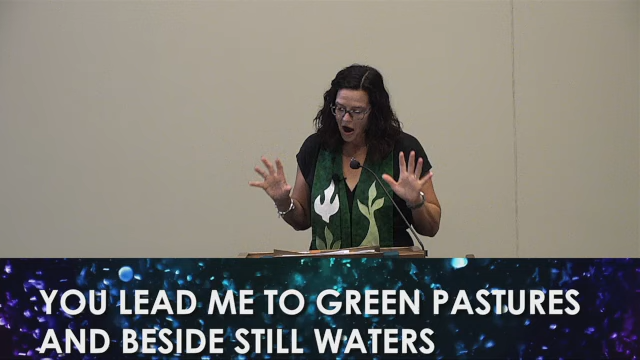 YOU LEAD ME TO GREEN PASTURES
AND BESIDE STILL WATERS